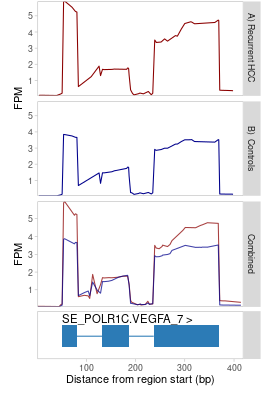 5
4
3
2
1
FPM
A) Recurrent HCC
5
4
3
2
1
B) Controls
5
4
3
2
1
FPM
Combined
SE_POLR1C.VEGFA_7 >
100 200 300 400
Distance from region start (bp)